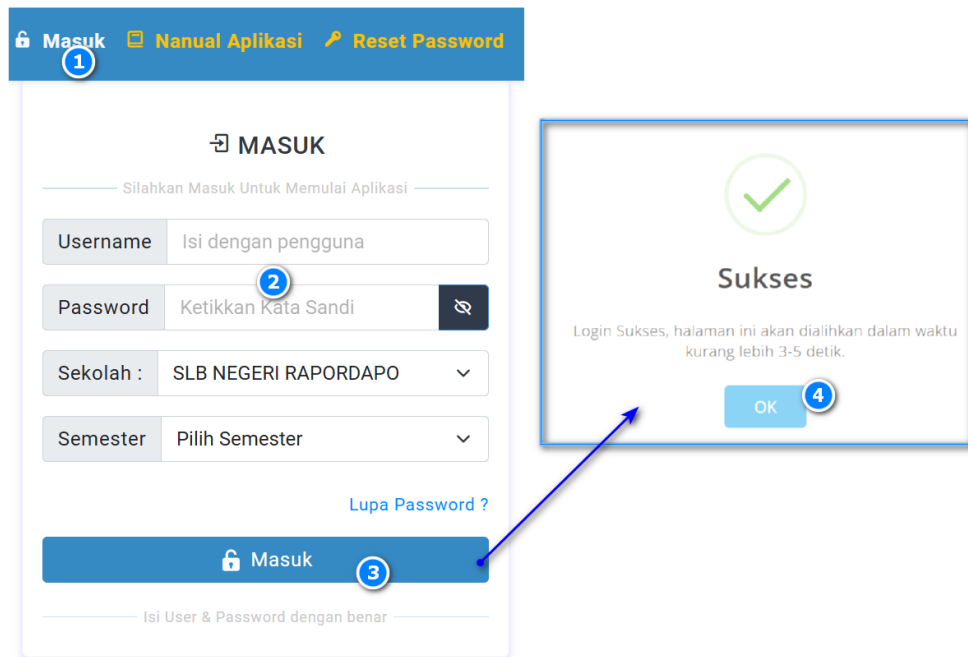 Masuk Nanual Aplikasi Reset Password
1
MASUK
Silahkan Masuk Untuk Memulai Aplikasi
Username Isi dengan pengguna
2
Password Ketikkan Kata Sandi
Sekolah : SLB NEGERI RAPORDAPO
Semester Pilih Semester
Lupa Password ?
Masuk
3
Isi User & Password dengan benar
Sukses
Login Sukses, halaman ini akan dialihkan dalam waktu
kurang lebih 3-5 detik.
OK
4